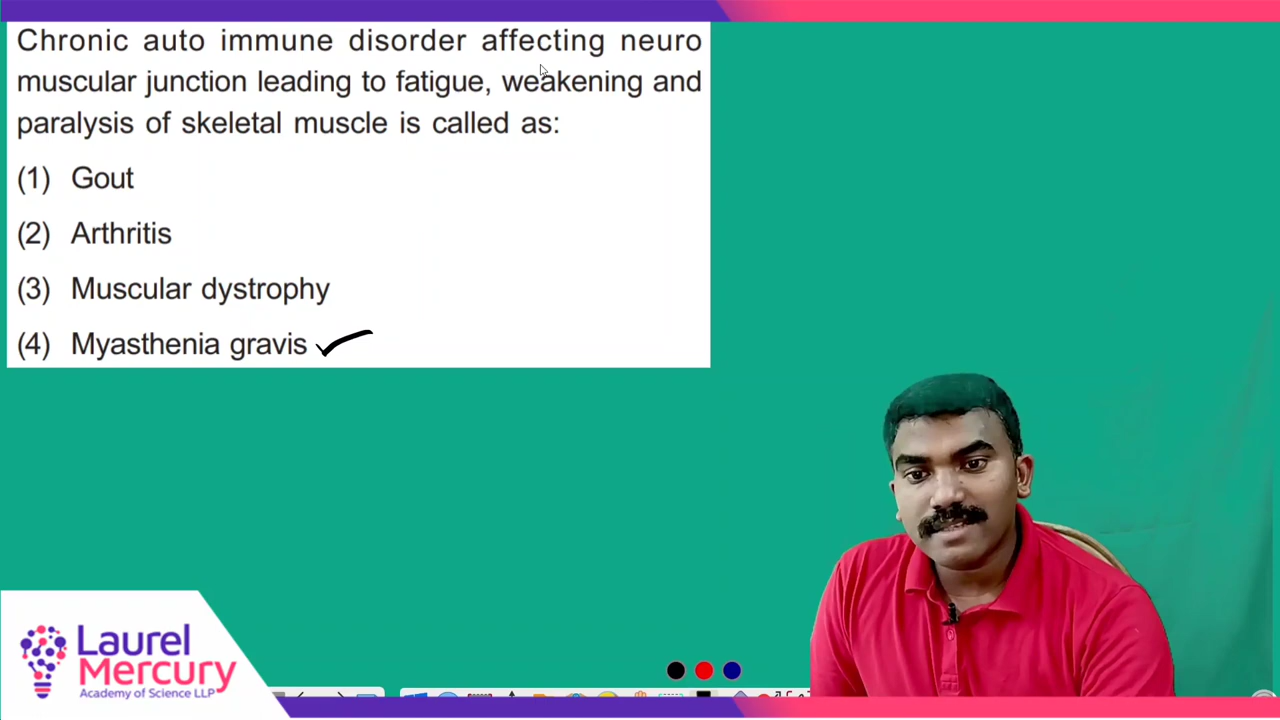 Chronic auto immune disorder affecting neuro
muscular junction leading to fatigue, weakening and
paralysis of skeletal muscle is called as:
(1) Gout
(2) Arthritis
(3) Muscular dystrophy
(4) Myasthenia gravis
Laurel
Mercury
Academy of Science LLP